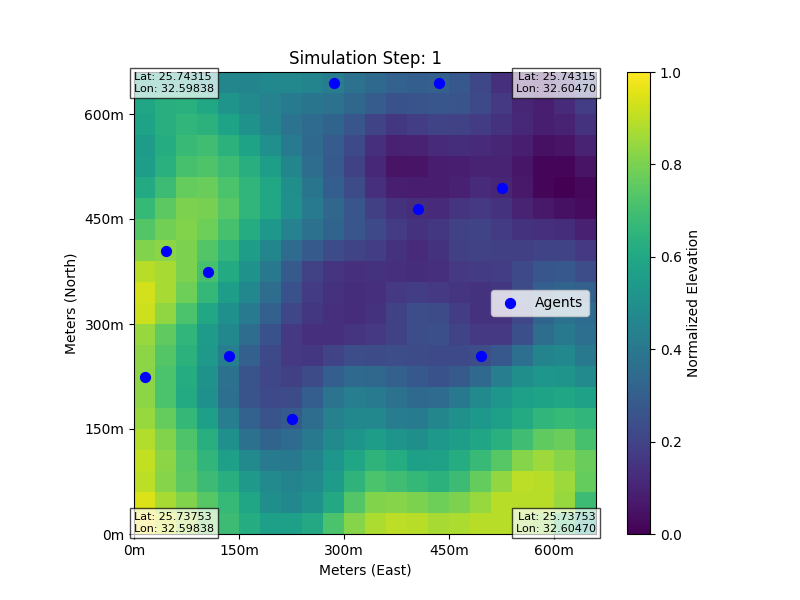 Simulation Step: 1
Lat: 25.74315
Lon: 32.59838
Lat: 25.74315
Lon: 32.60470
600m
450m
300m
150m
0m
Meters (North)
Agents
Lat: 25.73753
Lon: 32.59838
Lat: 25.73753
Lon: 32.60470
0m
150m
300m
450m
600m
Meters (East)
1.0
0.8
0.6
0.4
0.2
0.0
Normalized Elevation